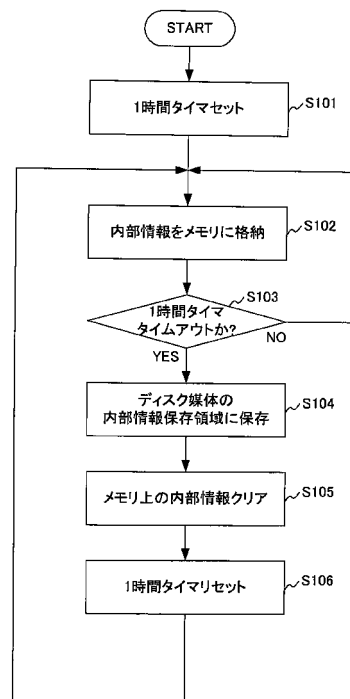 START
1時間タイマセット
S101
内部情報をメモリに格納
S102
1時間タイマ
タイムアウトか?
S103
NO
YES
ディスク媒体の
内部情報保存領域に保存
S104
メモリ上の内部情報クリア
S105
1時間タイマリセット
S106